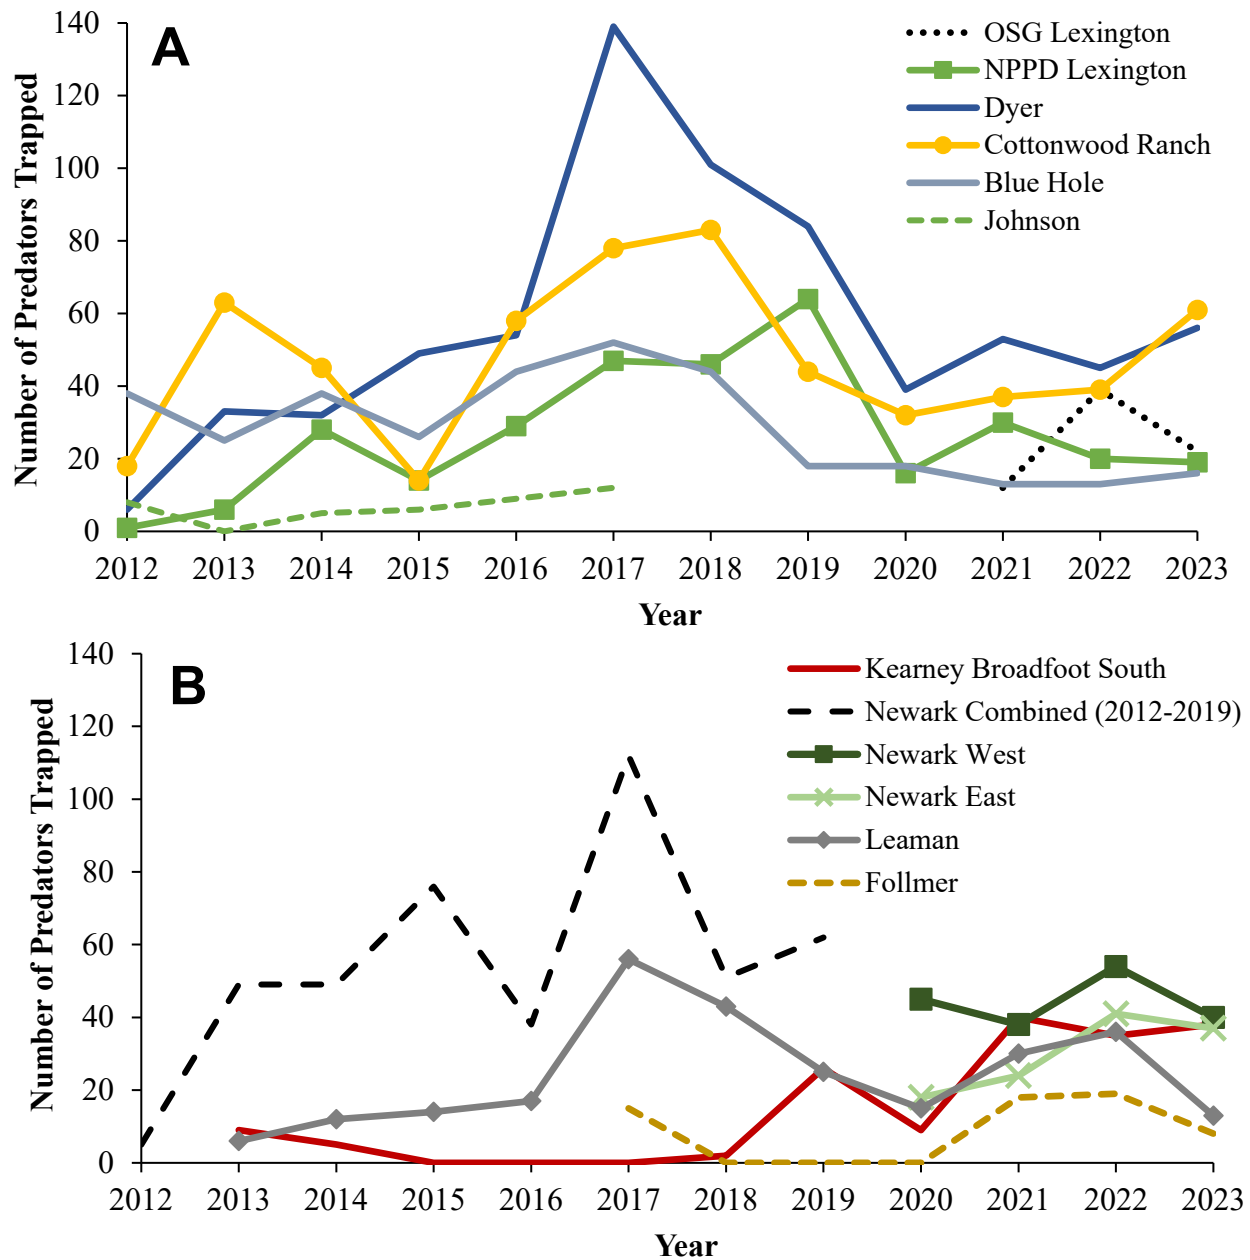 A
OSG Lexington
NPPD Lexington
Dyer
Cottonwood Ranch
Blue Hole
Johnson
Number of Predators Trapped
140
120
100
80
60
40
20
0
2012 2013 2014 2015 2016 2017 2018 2019 2020 2021 2022 2023
Year
B
Kearney Broadfoot South
Newark Combined (2012-2019)
Newark West
Newark East
Leaman
Follmer
Number of Predators Trapped
140
120
100
80
60
40
20
0
2012 2013 2014 2015 2016 2017 2018 2019 2020 2021 2022 2023
Year